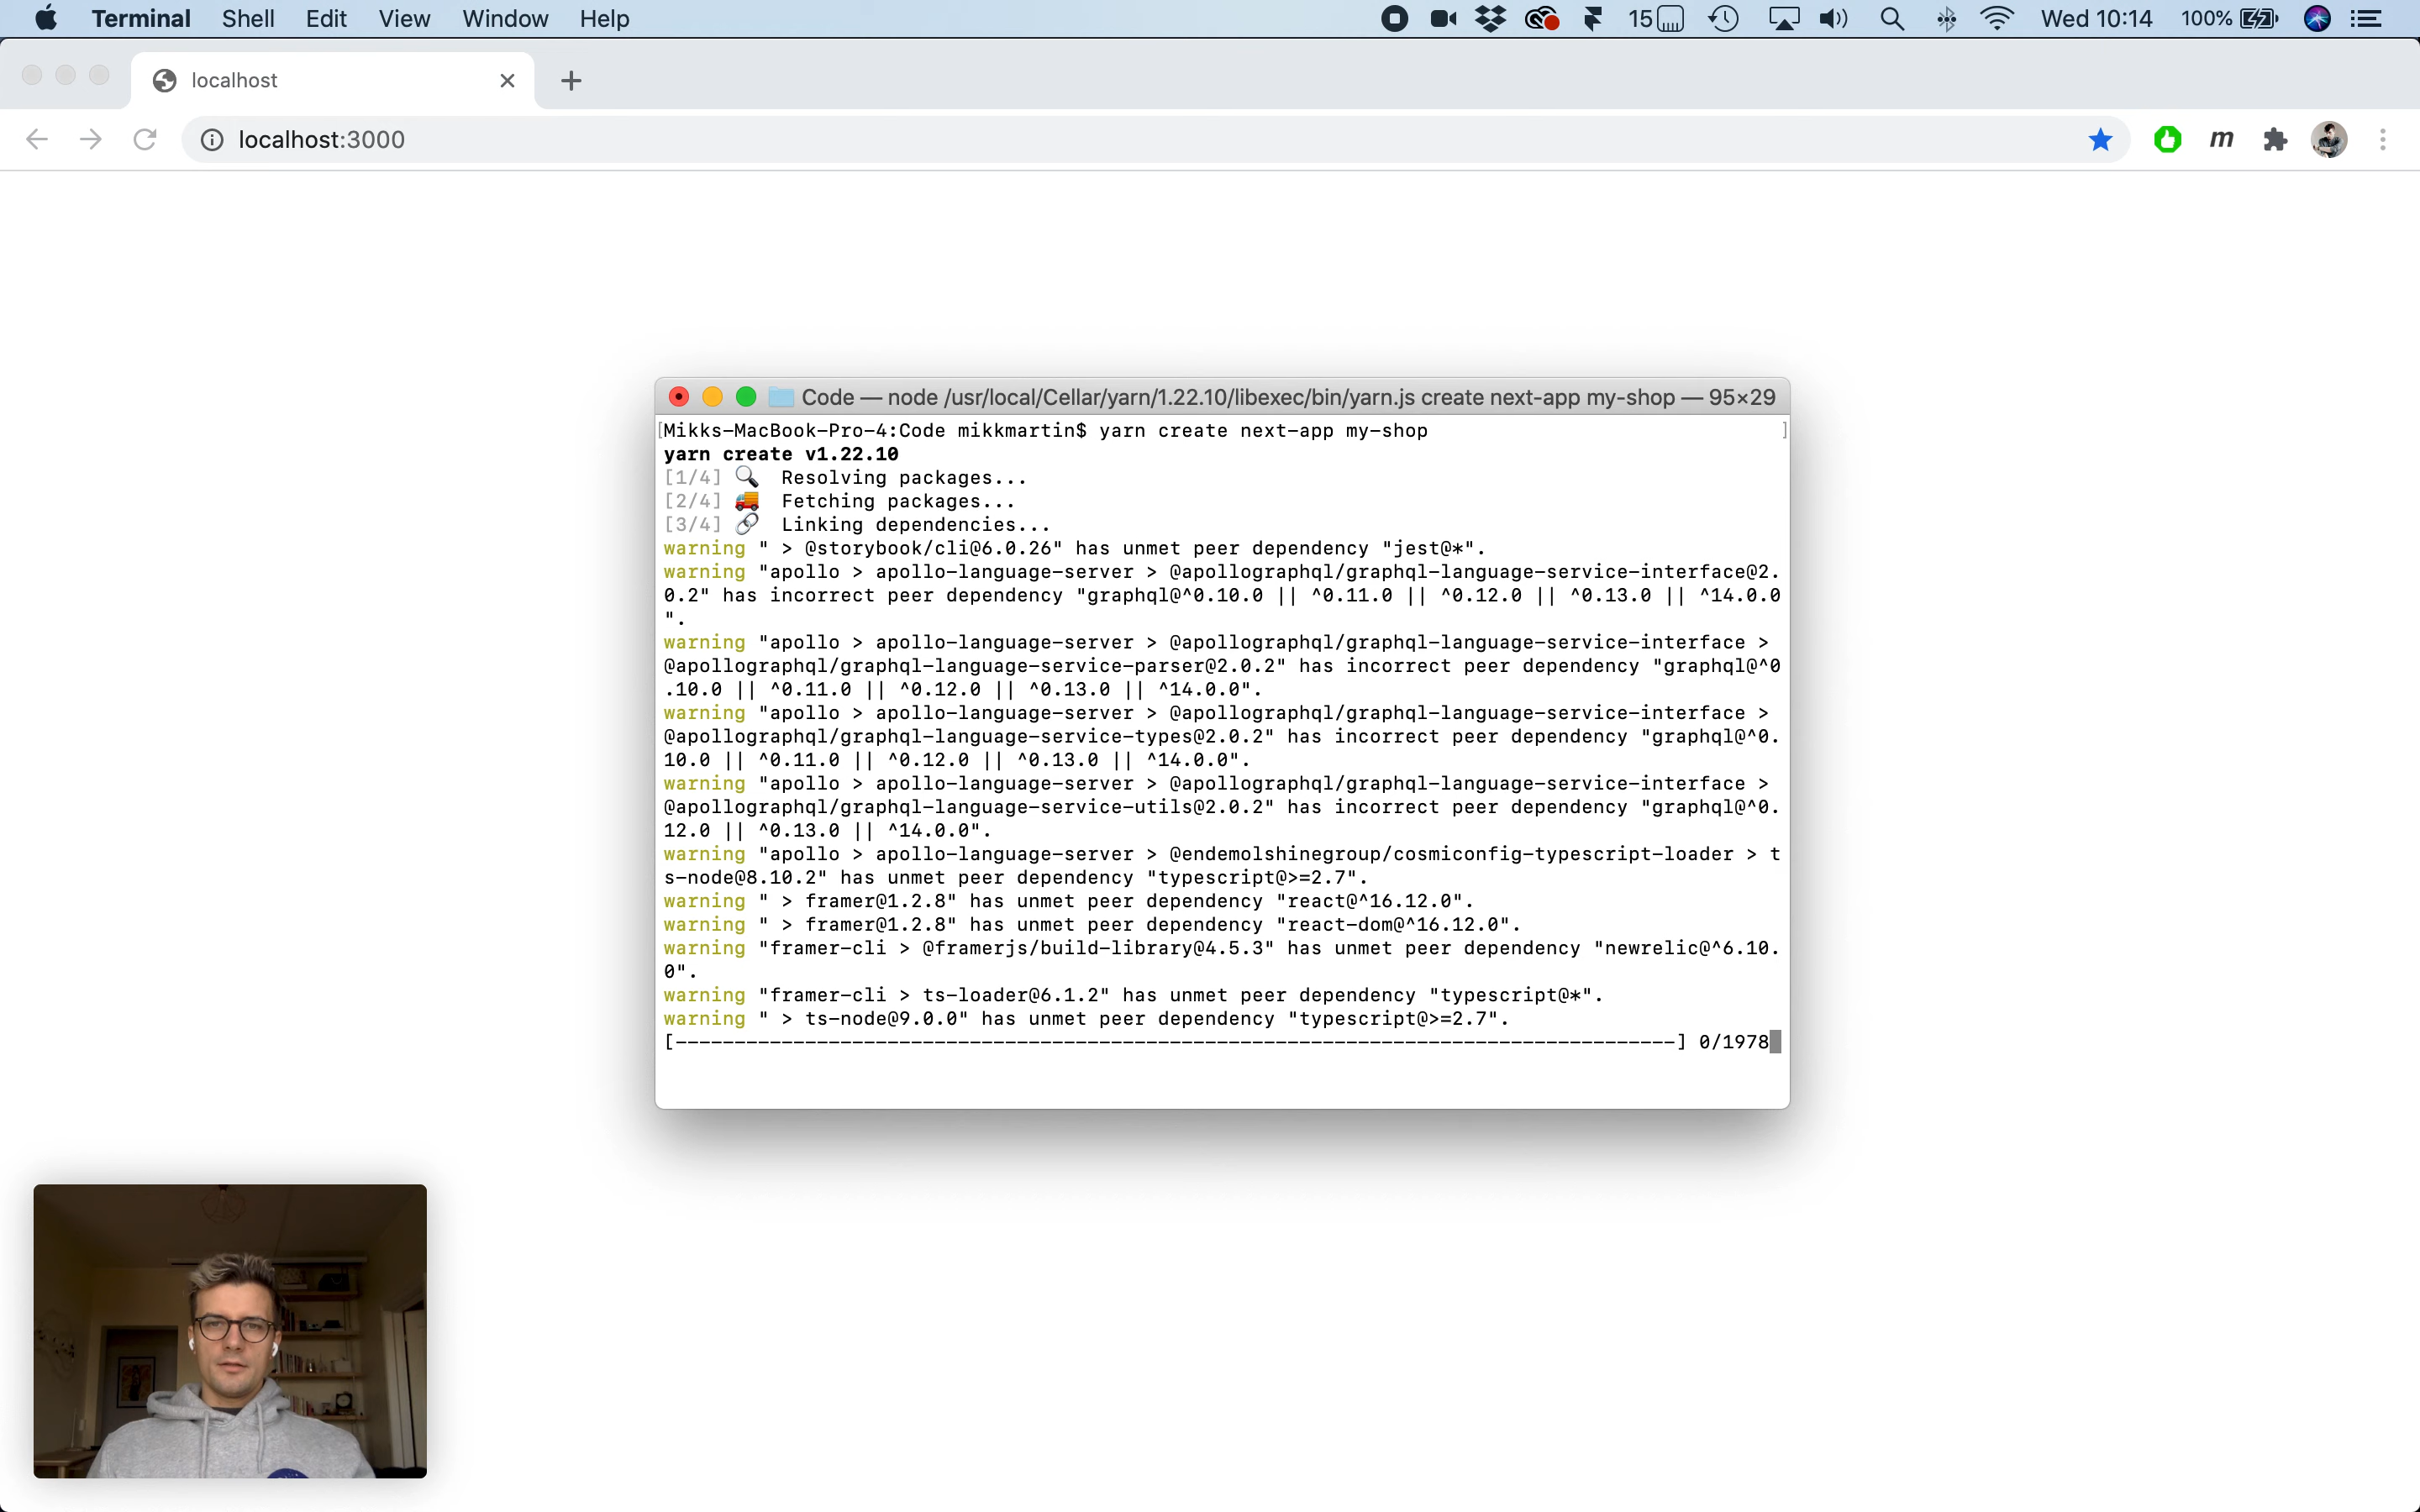 Terminal Shell Edit View Window Help 15 Wed 10:14 100%
localhost
localhost:3000 m
Code — node /usr/local/Cellar/yarn/1.22.10/libexec/bin/yarn.js create next-app my-shop — 95×29
[Mikks-MacBook-Pro-4:Code mikkmartin$ yarn create next-app my-shop ]
yarn create v1.22.10
[1/4] 🔍 Resolving packages...
[2/4] 🚚 Fetching packages...
[3/4] 🔗 Linking dependencies...
warning " > @storybook/cli@6.0.26" has unmet peer dependency "jest@*".
warning "apollo > apollo-language-server > @apollographql/graphql-language-service-interface@2.
0.2" has incorrect peer dependency "graphql@^0.10.0 || ^0.11.0 || ^0.12.0 || ^0.13.0 || ^14.0.0
".
warning "apollo > apollo-language-server > @apollographql/graphql-language-service-interface >
@apollographql/graphql-language-service-parser@2.0.2" has incorrect peer dependency "graphql@^0
.10.0 || ^0.11.0 || ^0.12.0 || ^0.13.0 || ^14.0.0".
warning "apollo > apollo-language-server > @apollographql/graphql-language-service-interface >
@apollographql/graphql-language-service-types@2.0.2" has incorrect peer dependency "graphql@^0.
10.0 || ^0.11.0 || ^0.12.0 || ^0.13.0 || ^14.0.0".
warning "apollo > apollo-language-server > @apollographql/graphql-language-service-interface >
@apollographql/graphql-language-service-utils@2.0.2" has incorrect peer dependency "graphql@^0.
12.0 || ^0.13.0 || ^14.0.0".
warning "apollo > apollo-language-server > @endemolshinegroup/cosmiconfig-typescript-loader > t
s-node@8.10.2" has unmet peer dependency "typescript@>=2.7".
warning " > framer@1.2.8" has unmet peer dependency "react@^16.12.0".
warning " > framer@1.2.8" has unmet peer dependency "react-dom@^16.12.0".
warning "framer-cli > @framerjs/build-library@4.5.3" has unmet peer dependency "newrelic@^6.10.
0".
warning "framer-cli > ts-loader@6.1.2" has unmet peer dependency "typescript@*".
warning " > ts-node@9.0.0" has unmet peer dependency "typescript@>=2.7".
[-------------------------------------------------------------------------------------] 0/1978